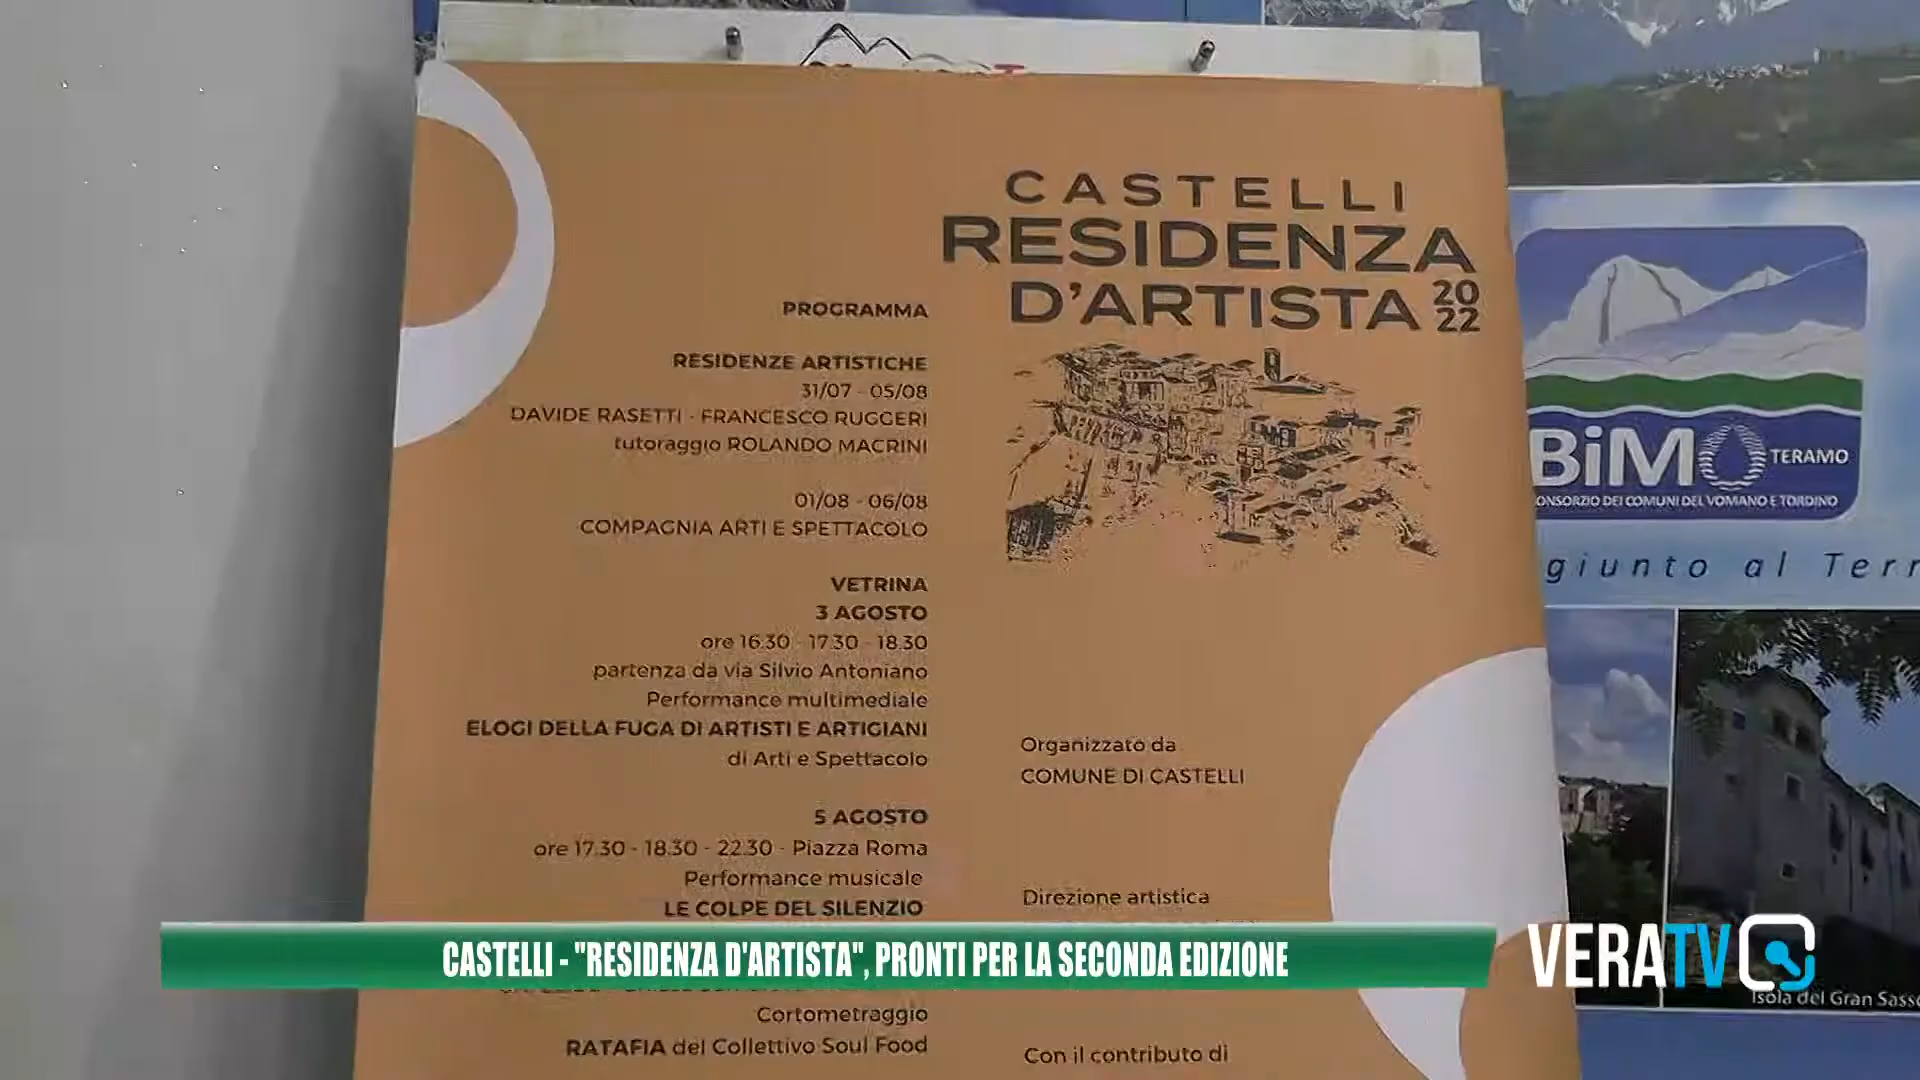 CASTELLI
RESIDENZA
D'ARTISTA 20
22
PROGRAMMA
RESIDENZE ARTISTICHE
31/07 - 05/08
DAVIDE RASETTI - FRANCESCO RUGGERI
tutoraggio ROLANDO MACRINI
01/08 - 06/08
COMPAGNIA ARTI E SPETTACOLO
VETRINA
3 AGOSTO
ore 16.30 - 17.30 - 18.30
partenza da via Silvio Antoniano
Performance multimediale
ELOGI DELLA FUGA DI ARTISTI E ARTIGIANI
di Arti e Spettacolo
5 AGOSTO
ore 17.30 - 18.30 - 22.30 - Piazza Roma
Performance musicale
LE COLPE DEL SILENZIO
Cortometraggio
RATAFIA del Collettivo Soul Food
Organizzato da
COMUNE DI CASTELLI
Direzione artistica
Con il contributo di
BiM TERAMO
ONSORZIO DEI COMUNI DEL VOMANO E TORDINO
giunto al Terr
Isola del Gran Sasso
CASTELLI - "RESIDENZA D'ARTISTA", PRONTI PER LA SECONDA EDIZIONE
VERATV